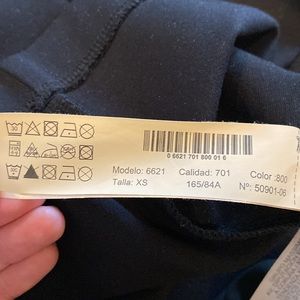 0 6621 701 800 01 6
Modelo: 6621 Calidad: 701 Color :800
Talla: XS 165/84A Nº: 50901-06